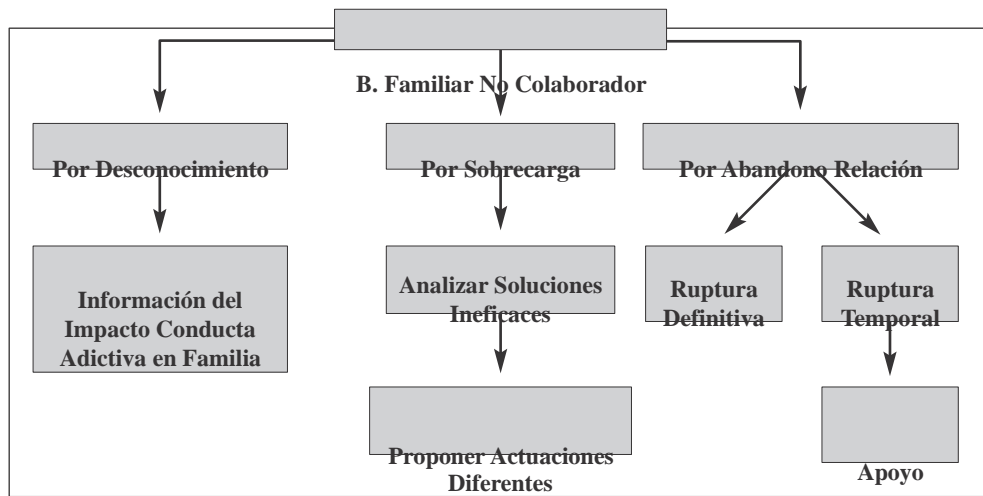 B. Familiar No Colaborador
Por Desconocimiento
Por Sobrecarga
Por Abandono Relación
Información del
Impacto Conducta
Adictiva en Familia
Analizar Soluciones
Ineficaces
Ruptura
Definitiva
Ruptura
Temporal
Proponer Actuaciones
Diferentes
Apoyo